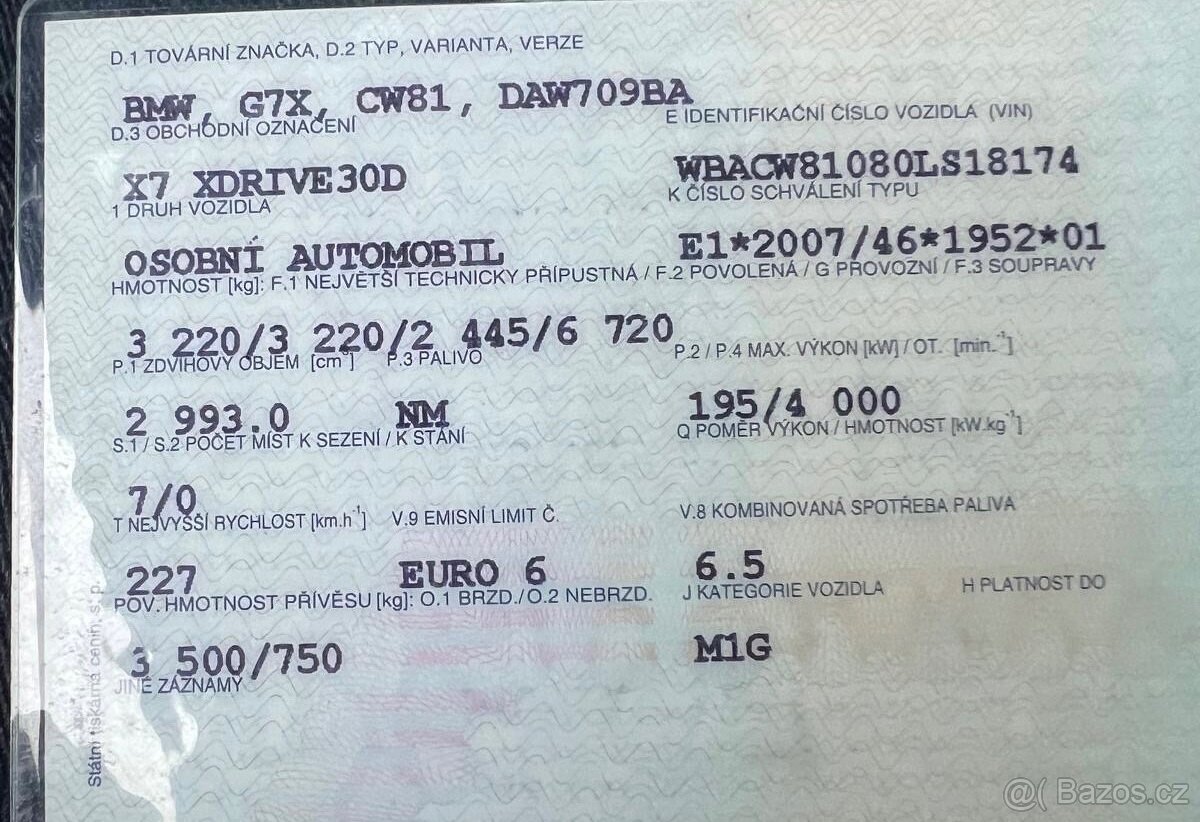 D.1 TOVÁRNÍ ZNAČKA, D.2 TYP, VARIANTA, VERZE
BMW, G7X, CW81, DAW709BA
D.3 OBCHODNÍ OZNAČENÍ E IDENTIFIKAČNÍ ČÍSLO VOZIDLA (VIN)
X7 XDRIVE30D WBACW81080LS18174
1 DRUH VOZIDLA K ČÍSLO SCHVÁLENÍ TYPU
OSOBNÍ AUTOMOBIL E1*2007/46*1952*01
HMOTNOST [kg]: F.1 NEJVĚTŠÍ TECHNICKY PŘÍPUSTNÁ / F.2 POVOLENÁ / G PROVOZNÍ / F.3 SOUPRAVY
3 220/3 220/2 445/6 720
P.1 ZDVIHOVÝ OBJEM [cm³] P.3 PALIVO P.2 / P.4 MAX. VÝKON [kW] / OT. [min.⁻¹]
2 993.0 NM 195/4 000
S.1 / S.2 POČET MÍST K SEZENÍ / K STÁNÍ Q POMĚR VÝKON / HMOTNOST [kW.kg⁻¹]
7/0
T NEJVYŠŠÍ RYCHLOST [km.h⁻¹] V.9 EMISNÍ LIMIT Č. V.8 KOMBINOVANÁ SPOTŘEBA PALIVA
227 EURO 6 6.5
POV. HMOTNOST PŘÍVĚSU [kg]: O.1 BRZD./ O.2 NEBRZD. J KATEGORIE VOZIDLA H PLATNOST DO
3 500/750 M1G
JINÉ ZÁZNAMY
Státní tiskárna cenin, s. p.
@( Bazos.cz